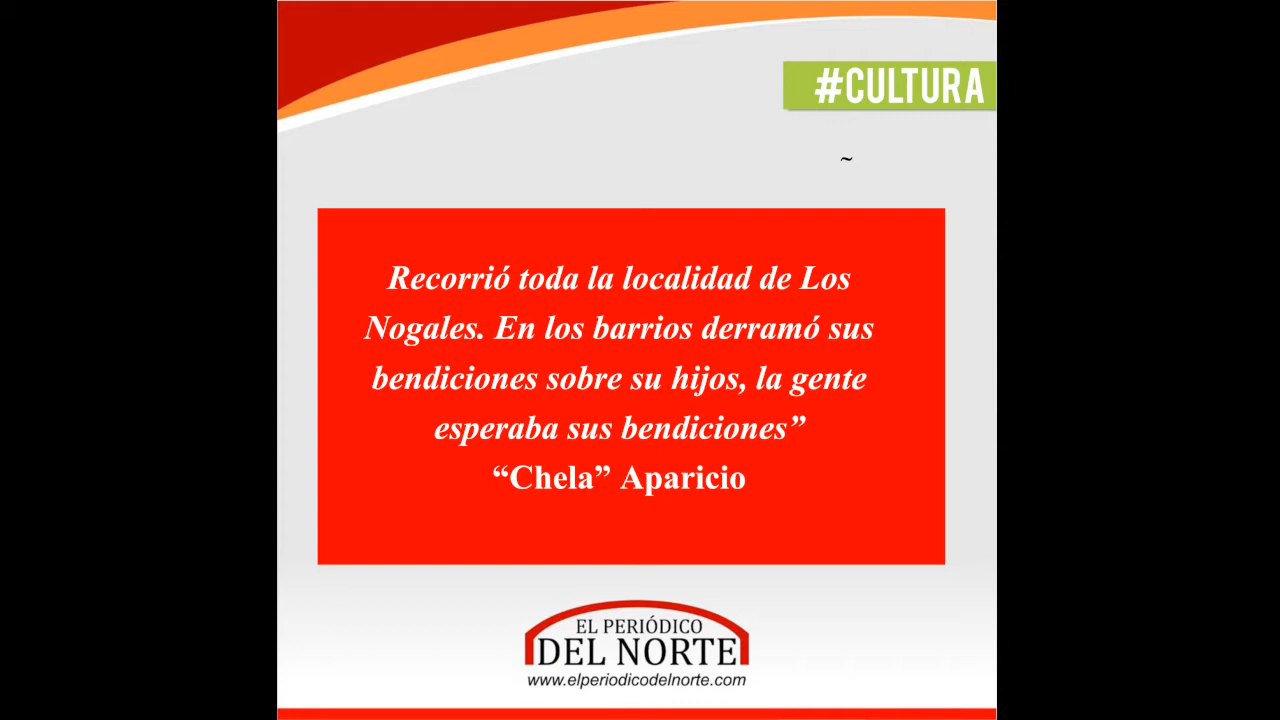 #CULTURA
~
Recorrió toda la localidad de Los
Nogales. En los barrios derramó sus
bendiciones sobre su hijos, la gente
esperaba sus bendiciones”
“Chela” Aparicio
EL PERIÓDICO
DEL NORTE
www.elperiodicodelnorte.com